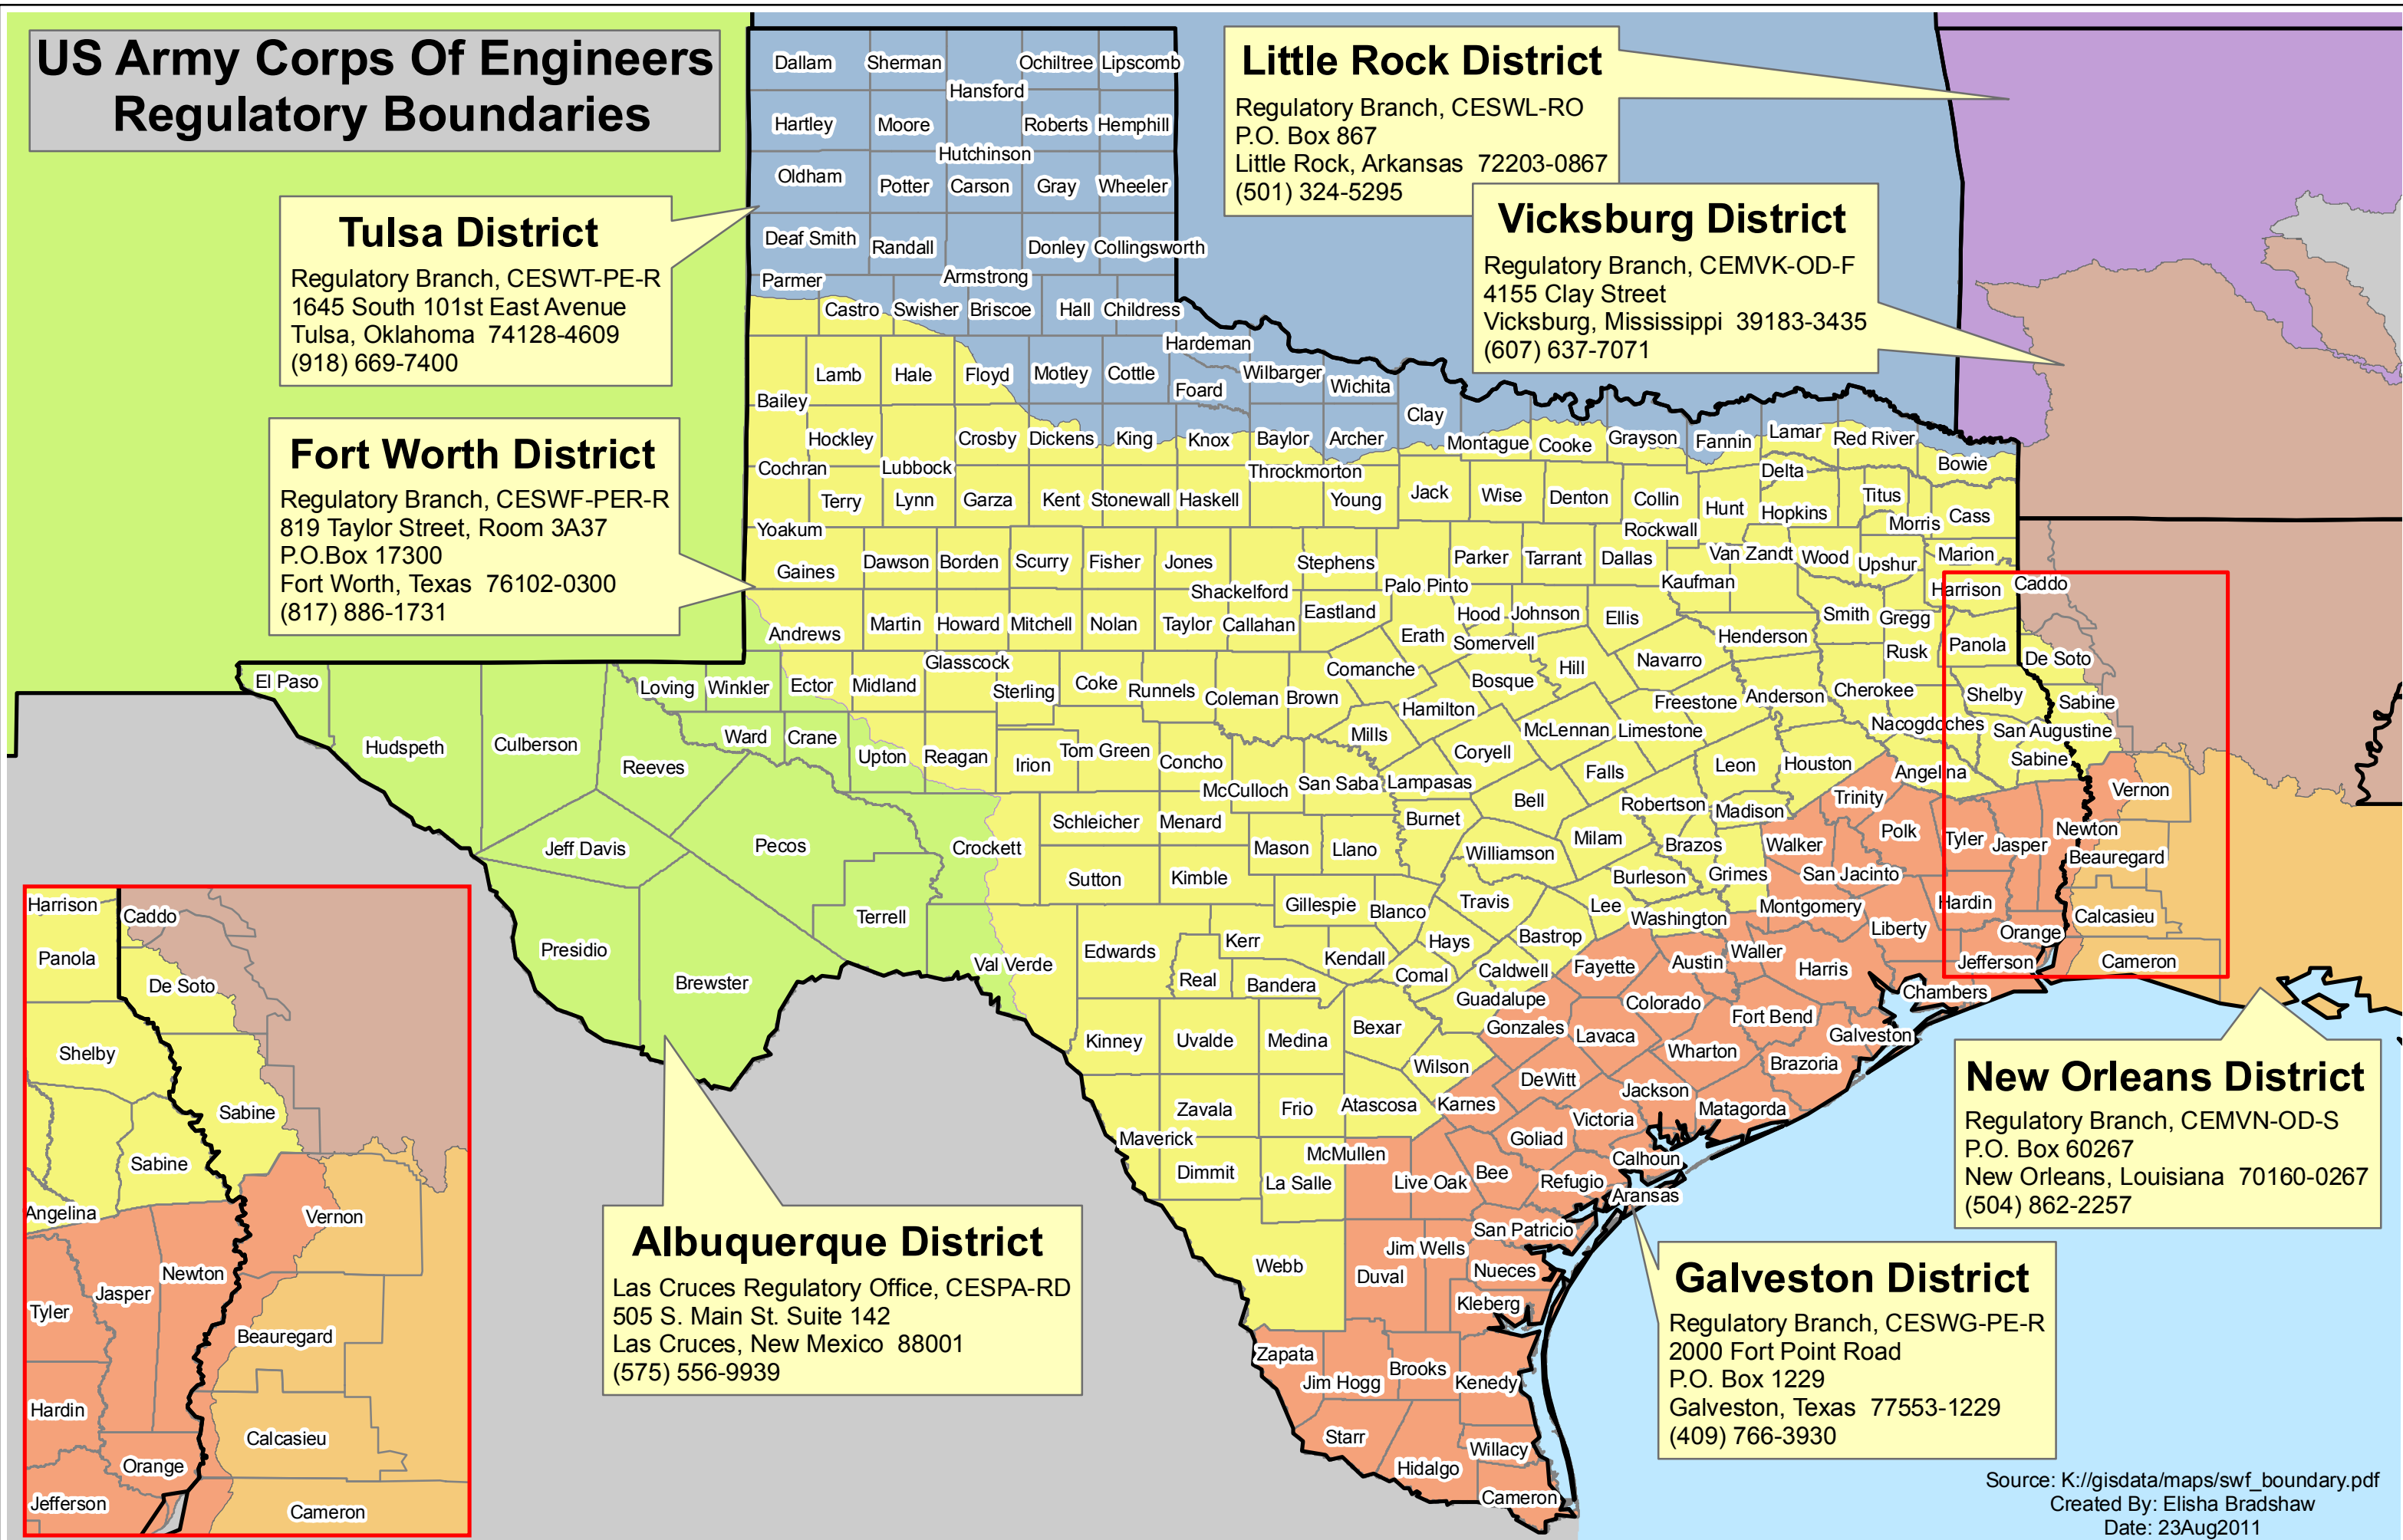 US Army Corps Of Engineers
Regulatory Boundaries
Tulsa District
Regulatory Branch, CESWT-PE-R
1645 South 101st East Avenue
Tulsa, Oklahoma 74128-4609
(918) 669-7400
Fort Worth District
Regulatory Branch, CESWF-PER-R
819 Taylor Street, Room 3A37
P.O.Box 17300
Fort Worth, Texas 76102-0300
(817) 886-1731
Little Rock District
Regulatory Branch, CESWL-RO
P.O. Box 867
Little Rock, Arkansas 72203-0867
(501) 324-5295
Vicksburg District
Regulatory Branch, CEMVK-OD-F
4155 Clay Street
Vicksburg, Mississippi 39183-3435
(607) 637-7071
Dallam Sherman Ochiltree Lipscomb
Hansford
Hartley Moore Roberts Hemphill
Hutchinson
Oldham Potter Carson Gray Wheeler
Deaf Smith Randall Donley Collingsworth
Parmer Armstrong
Castro Swisher Briscoe Hall Childress
Hardeman
Lamb Hale Floyd Motley Cottle Foard Wilbarger Wichita
Bailey Clay
Hockley Crosby Dickens King Knox Baylor Archer Montague Cooke Grayson Fannin Lamar Red River
Cochran Lubbock Throckmorton Delta Bowie
Terry Lynn Garza Kent Stonewall Haskell Young Jack Wise Denton Collin Hunt Hopkins Titus
Yoakum Rockwall Morris Cass
Gaines Dawson Borden Scurry Fisher Jones Stephens Parker Tarrant Dallas Van Zandt Wood Upshur Marion
Shackelford Palo Pinto Kaufman Harrison Caddo
Andrews Martin Howard Mitchell Nolan Taylor Callahan Eastland Hood Johnson Ellis Smith Gregg
Erath Somervell Henderson Panola
Glasscock Comanche Hill Navarro Rusk De Soto
El Paso Loving Winkler Ector Midland Sterling Coke Runnels Coleman Brown Bosque Anderson Cherokee Shelby Sabine
Hamilton Freestone Nacogdoches
Hudspeth Culberson Ward Crane Mills McLennan Limestone San Augustine
Reeves Upton Reagan Irion Tom Green Concho Coryell Falls Leon Houston Angelina Sabine
McCulloch San Saba Lampasas Vernon
Bell Robertson Madison Trinity
Schleicher Menard Burnet Newton
Jeff Davis Pecos Crockett Mason Llano Williamson Milam Brazos Walker Polk Tyler Jasper Beauregard
Sutton Kimble Burleson Grimes San Jacinto
Terrell Gillespie Blanco Travis Lee Washington Montgomery Hardin Calcasieu
Presidio Edwards Kerr Hays Bastrop Liberty Orange
Val Verde Kendall Comal Caldwell Fayette Austin Waller Harris Jefferson Cameron
Brewster Real Bandera Guadalupe Colorado Chambers
Kinney Uvalde Medina Bexar Gonzales Lavaca Fort Bend Galveston
Wilson Wharton Brazoria
DeWitt Jackson
Zavala Frio Atascosa Karnes Victoria Matagorda
Maverick McMullen Goliad Calhoun
Dimmit La Salle Live Oak Bee Refugio Aransas
San Patricio
Webb Jim Wells Duval Nueces
Kleberg
Zapata Jim Hogg Brooks Kenedy
Starr Willacy
Hidalgo
Cameron
Harrison Caddo
Panola
De Soto
Shelby
Sabine
Sabine
Angelina Vernon
Newton
Jasper
Tyler
Beauregard
Hardin
Calcasieu
Orange
Jefferson
Cameron
Albuquerque District
Las Cruces Regulatory Office, CESPA-RD
505 S. Main St. Suite 142
Las Cruces, New Mexico 88001
(575) 556-9939
New Orleans District
Regulatory Branch, CEMVN-OD-S
P.O. Box 60267
New Orleans, Louisiana 70160-0267
(504) 862-2257
Galveston District
Regulatory Branch, CESWG-PE-R
2000 Fort Point Road
P.O. Box 1229
Galveston, Texas 77553-1229
(409) 766-3930
Source: K://gisdata/maps/swf_boundary.pdf
Created By: Elisha Bradshaw
Date: 23Aug2011